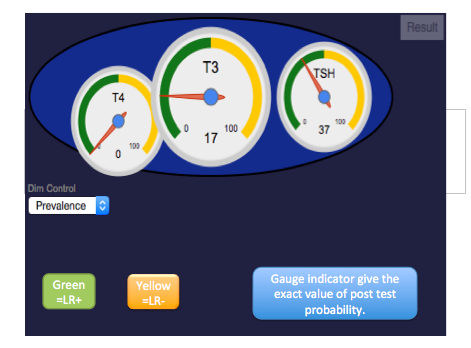 Result
T3
0
100
17
T4
0
100
0
TSH
0
100
37
Dim Control
Prevalence
Green
=LR+
Yellow
=LR-
Gauge indicator give the
exact value of post test
probability.